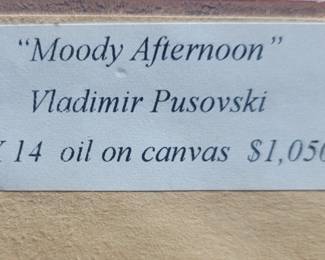 "Moody Afternoon"
Vladimir Pusovski
X 14 oil on canvas $1,050